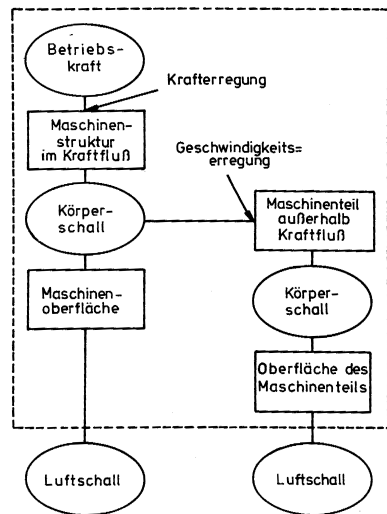 Betriebs-
kraft
Krafterregung
Maschinen-
struktur
im Kraftfluß
Geschwindigkeits=
erregung
Körper-
schall
Maschinenteil
außerhalb
Kraftfluß
Maschinen-
oberfläche
Körper-
schall
Oberfläche des
Maschinenteils
Luftschall
Luftschall